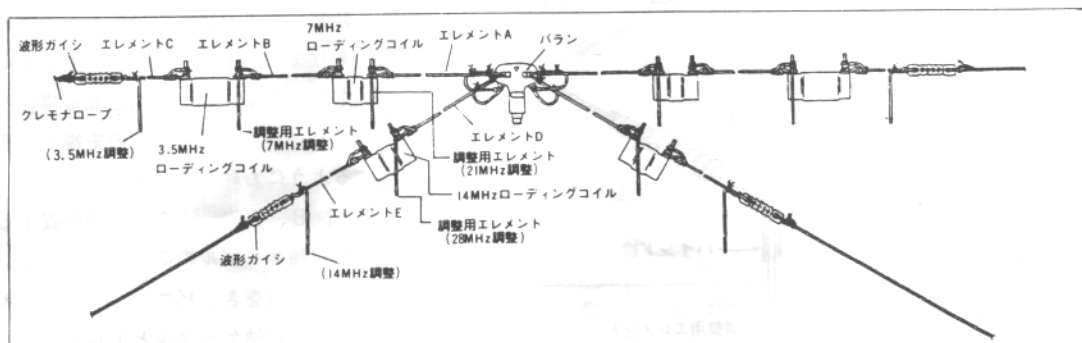 7MHz
ローディングコイル
波形ガイシ
エレメントC
エレメントB
エレメントA
バラン
クレモナロープ
(3.5MHz調整)
3.5MHz
ローディングコイル
調整用エレメント
(7MHz調整)
エレメントD
調整用エレメント
(21MHz調整)
14MHzローディングコイル
エレメントE
調整用エレメント
(28MHz調整)
波形ガイシ
(14MHz調整)